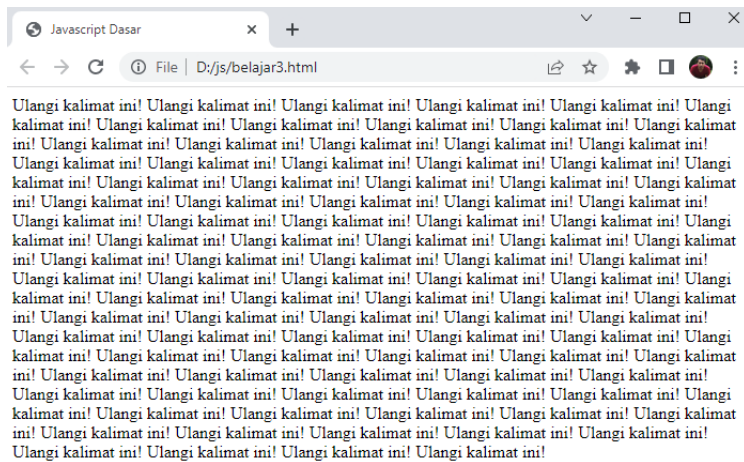 Javascript Dasar
File D:/js/belajar3.html
Ulangi kalimat ini! Ulangi kalimat ini! Ulangi kalimat ini! Ulangi kalimat ini! Ulangi kalimat ini! Ulangi
kalimat ini! Ulangi kalimat ini! Ulangi kalimat ini! Ulangi kalimat ini! Ulangi kalimat ini! Ulangi kalimat
ini! Ulangi kalimat ini! Ulangi kalimat ini! Ulangi kalimat ini! Ulangi kalimat ini! Ulangi kalimat ini!
Ulangi kalimat ini! Ulangi kalimat ini! Ulangi kalimat ini! Ulangi kalimat ini! Ulangi kalimat ini! Ulangi
kalimat ini! Ulangi kalimat ini! Ulangi kalimat ini! Ulangi kalimat ini! Ulangi kalimat ini! Ulangi kalimat
ini! Ulangi kalimat ini! Ulangi kalimat ini! Ulangi kalimat ini! Ulangi kalimat ini! Ulangi kalimat ini!
Ulangi kalimat ini! Ulangi kalimat ini! Ulangi kalimat ini! Ulangi kalimat ini! Ulangi kalimat ini! Ulangi
kalimat ini! Ulangi kalimat ini! Ulangi kalimat ini! Ulangi kalimat ini! Ulangi kalimat ini! Ulangi kalimat
ini! Ulangi kalimat ini! Ulangi kalimat ini! Ulangi kalimat ini! Ulangi kalimat ini! Ulangi kalimat ini!
Ulangi kalimat ini! Ulangi kalimat ini! Ulangi kalimat ini! Ulangi kalimat ini! Ulangi kalimat ini! Ulangi
kalimat ini! Ulangi kalimat ini! Ulangi kalimat ini! Ulangi kalimat ini! Ulangi kalimat ini! Ulangi kalimat
ini! Ulangi kalimat ini! Ulangi kalimat ini! Ulangi kalimat ini! Ulangi kalimat ini! Ulangi kalimat ini!
Ulangi kalimat ini! Ulangi kalimat ini! Ulangi kalimat ini! Ulangi kalimat ini! Ulangi kalimat ini! Ulangi
kalimat ini! Ulangi kalimat ini! Ulangi kalimat ini! Ulangi kalimat ini! Ulangi kalimat ini! Ulangi kalimat
ini! Ulangi kalimat ini! Ulangi kalimat ini! Ulangi kalimat ini! Ulangi kalimat ini! Ulangi kalimat ini!
Ulangi kalimat ini! Ulangi kalimat ini! Ulangi kalimat ini! Ulangi kalimat ini! Ulangi kalimat ini! Ulangi
kalimat ini! Ulangi kalimat ini! Ulangi kalimat ini! Ulangi kalimat ini! Ulangi kalimat ini! Ulangi kalimat
ini! Ulangi kalimat ini! Ulangi kalimat ini! Ulangi kalimat ini! Ulangi kalimat ini! Ulangi kalimat ini!
Ulangi kalimat ini! Ulangi kalimat ini! Ulangi kalimat ini! Ulangi kalimat ini!